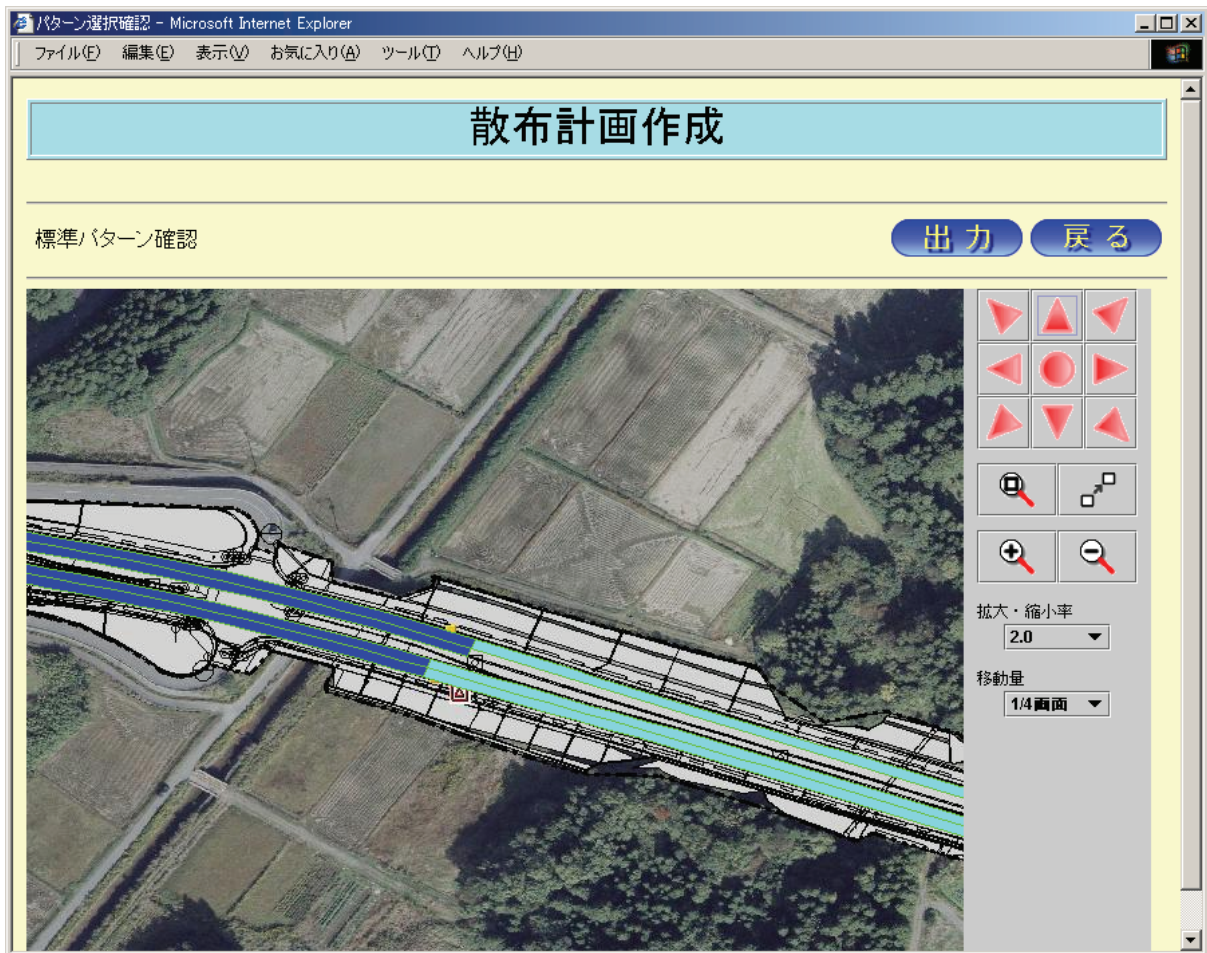 パターン選択確認 - Microsoft Internet Explorer
ファイル(F) 編集(E) 表示(V) お気に入り(A) ツール(T) ヘルプ(H)
散布計画作成
標準パターン確認
出力 戻る
拡大・縮小率
2.0
移動量
1/4画面